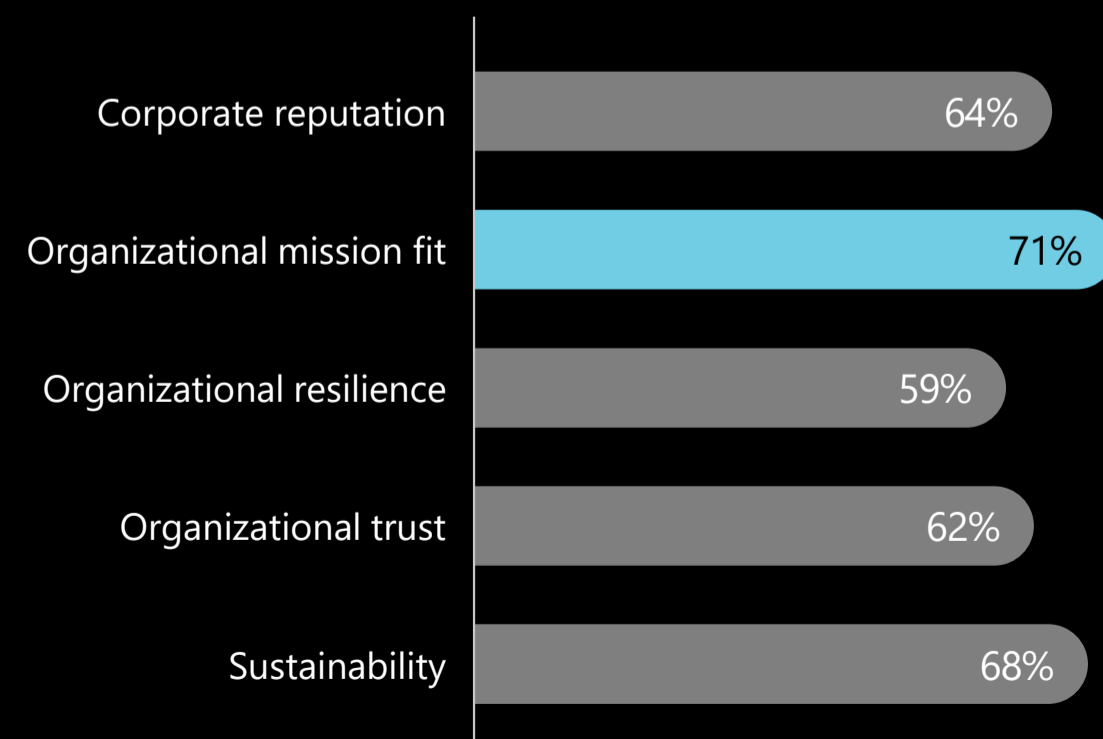 Corporate reputation 64%
Organizational mission fit 71%
Organizational resilience 59%
Organizational trust 62%
Sustainability 68%